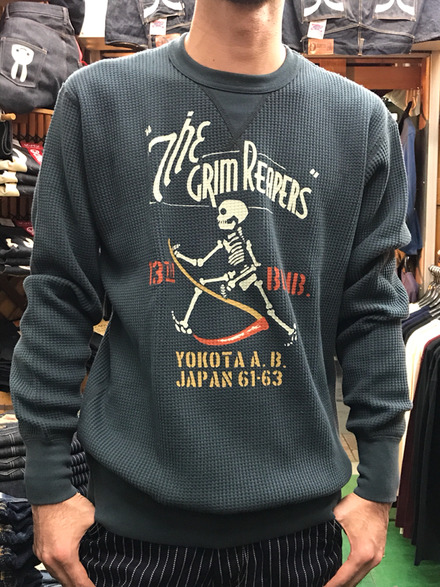 "The
Grim Reapers"
13th BMB.
YOKOTA A.B.
JAPAN 61-63